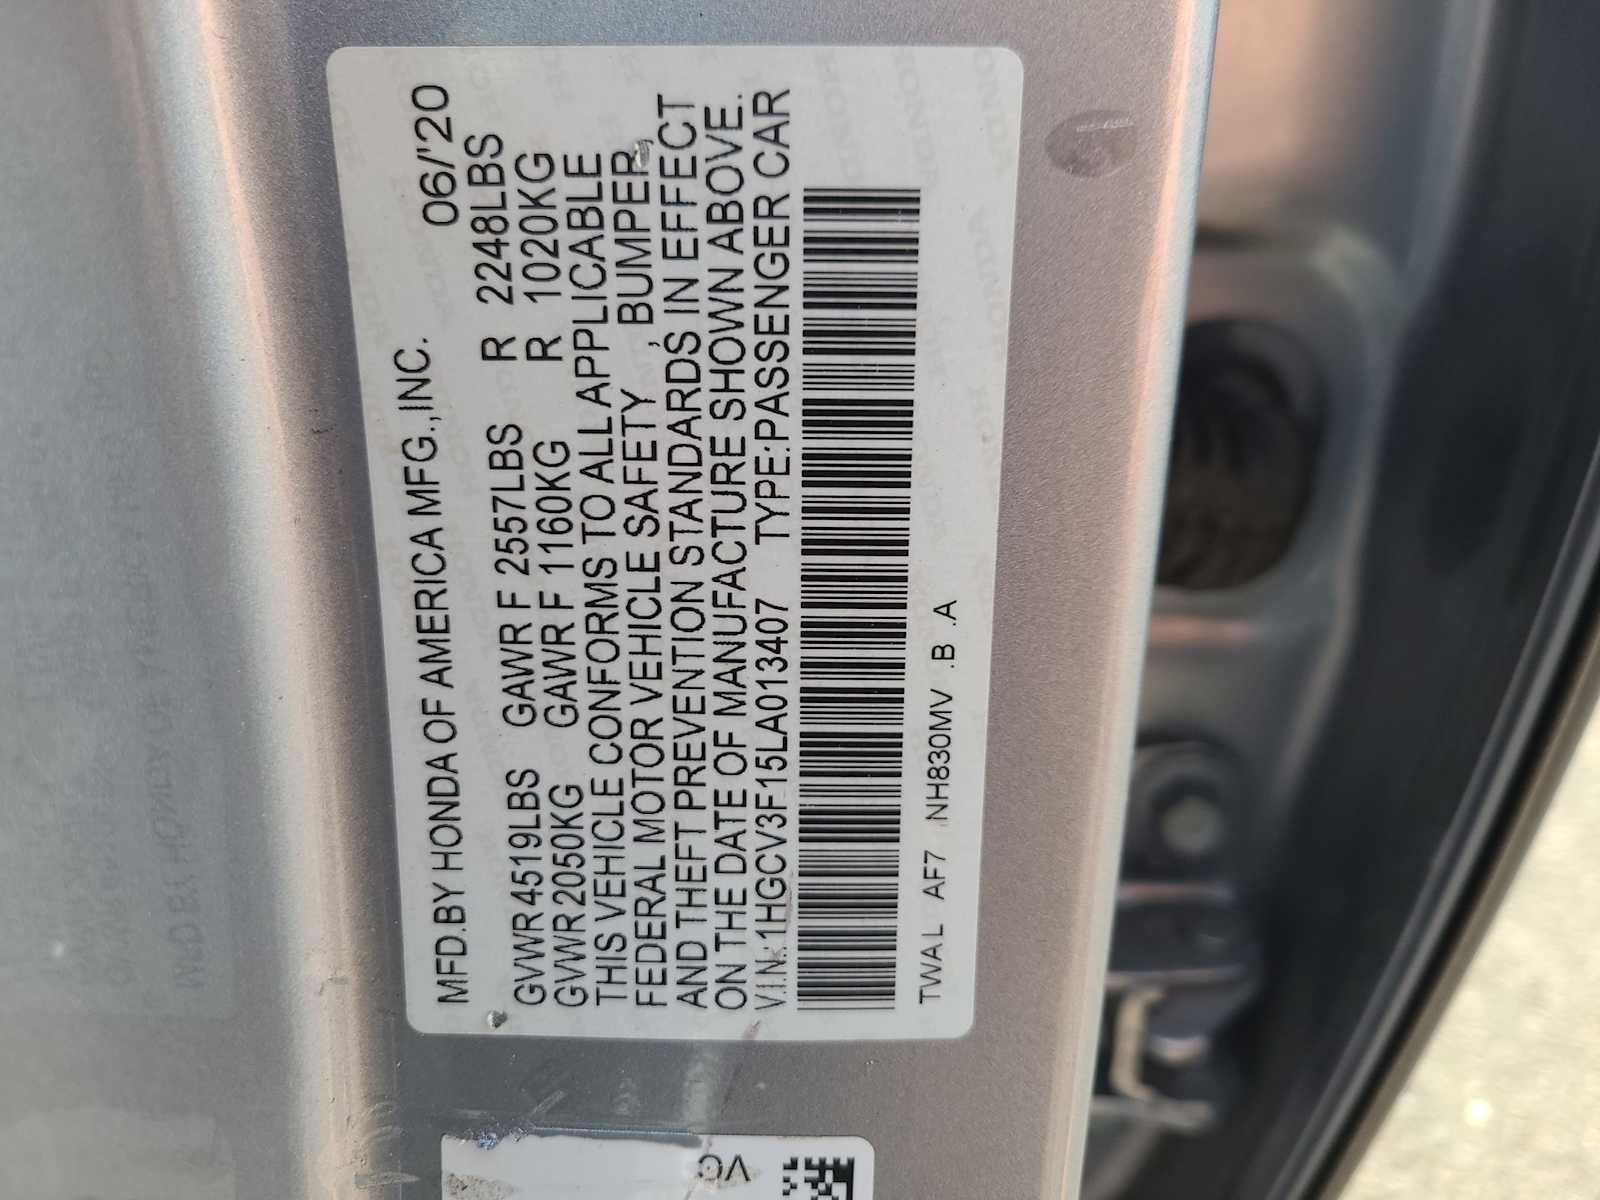 MFD.BY HONDA OF AMERICA MFG.,INC. 06/'20
GVWR 4519LBS GAWR F 2557LBS R 2248LBS
GVWR 2050KG GAWR F 1160KG R 1020KG
THIS VEHICLE CONFORMS TO ALL APPLICABLE
FEDERAL MOTOR VEHICLE SAFETY , BUMPER,
AND THEFT PREVENTION STANDARDS IN EFFECT
ON THE DATE OF MANUFACTURE SHOWN ABOVE.
V.I.N.:1HGCV3F15LA013407 TYPE:PASSENGER CAR
TWAL AF7 NH830MV .B .A
VC